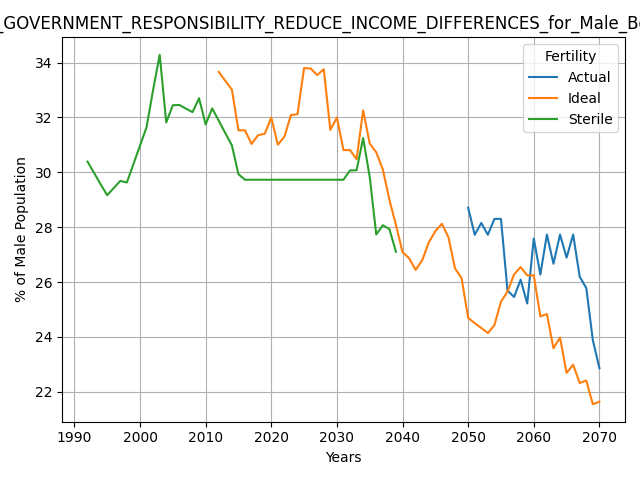 _GOVERNMENT_RESPONSIBILITY_REDUCE_INCOME_DIFFERENCES_for_Male_B
Fertility
Actual
Ideal
Sterile
% of Male Population
34
32
30
28
26
24
22
1990 2000 2010 2020 2030 2040 2050 2060 2070
Years